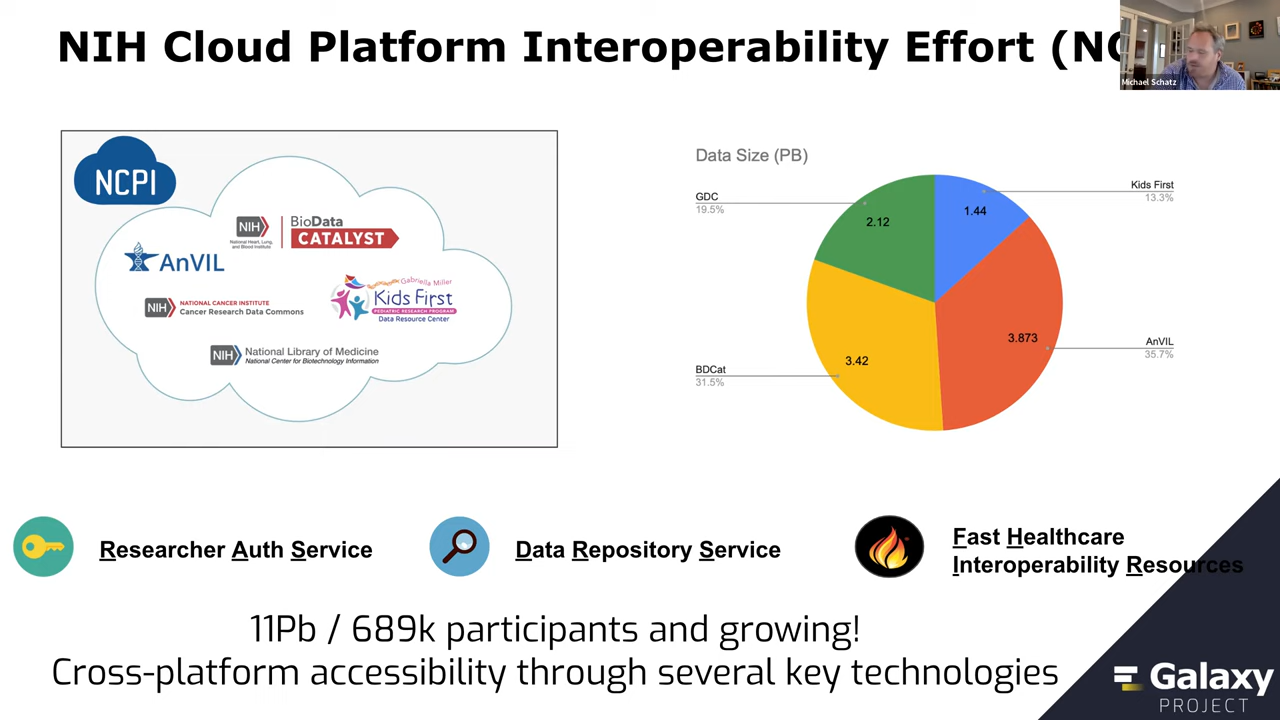 NIH Cloud Platform Interoperability Effort (NC
Michael Schatz
NCPI
NIH
National Heart, Lung,
and Blood Institute
BioData
CATALYST
AnVIL
Gabriella Miller
Kids First
PEDIATRIC RESEARCH PROGRAM
Data Resource Center
NIH
NATIONAL CANCER INSTITUTE
Cancer Research Data Commons
NIH
National Library of Medicine
National Center for Biotechnology Information
Data Size (PB)
GDC
19.5%
2.12
1.44
Kids First
13.3%
3.873
AnVIL
35.7%
3.42
BDCat
31.5%
Researcher Auth Service
Data Repository Service
Fast Healthcare
Interoperability Resources
11Pb / 689k participants and growing!
Cross-platform accessibility through several key technologies
Galaxy
PROJECT